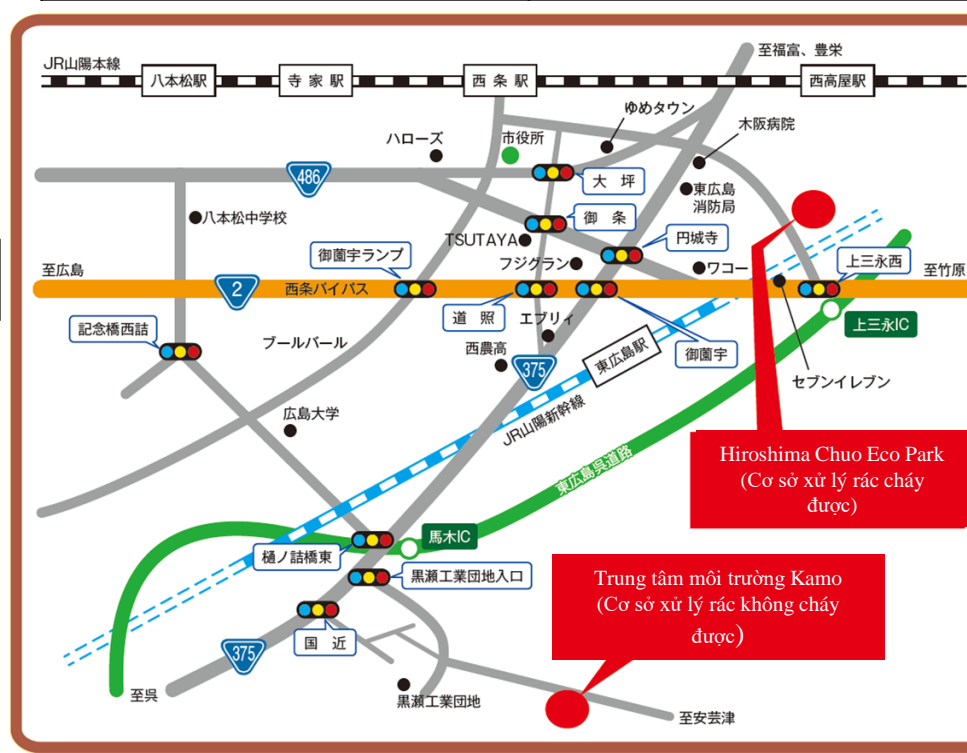 至福富、豊栄
JR山陽本線
八本松駅
寺家駅
西条駅
西高屋駅
ゆめタウン
木阪病院
ハローズ
市役所
486
大坪
東広島
消防局
八本松中学校
御条
TSUTAYA
円城寺
御薗宇ランプ
フジグラン
ワコー
上三永西
至広島
至竹原
2
西条バイパス
道照
エブリィ
御薗宇
上三永IC
記念橋西詰
ブールバール
西農高
375
東広島駅
セブンイレブン
JR山陽新幹線
広島大学
東広島呉道路
Hiroshima Chuo Eco Park
(Cơ sở xử lý rác cháy
được)
馬木IC
樋ノ詰橋東
黒瀬工業団地入口
Trung tâm môi trường Kamo
(Cơ sở xử lý rác không cháy
được)
国近
375
至呉
黒瀬工業団地
至安芸津